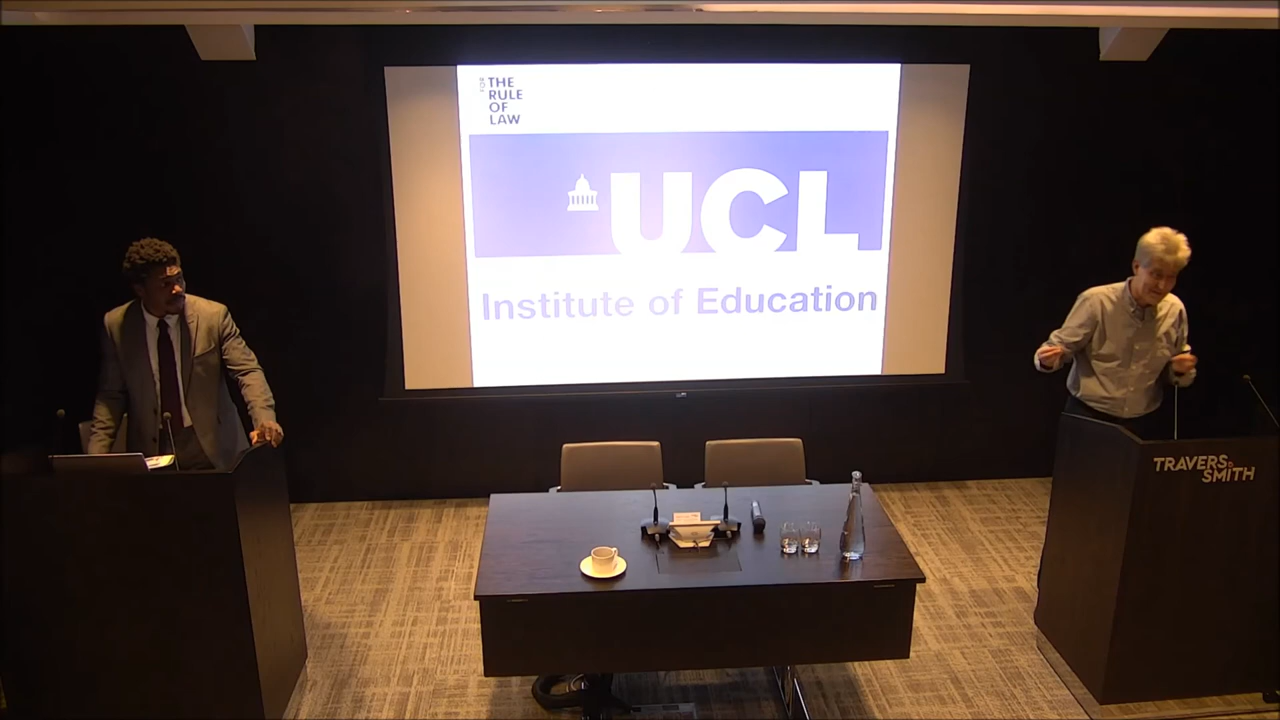 FOR
THE
RULE
OF
LAW
UCL
Institute of Education
TRAVERS
SMITH